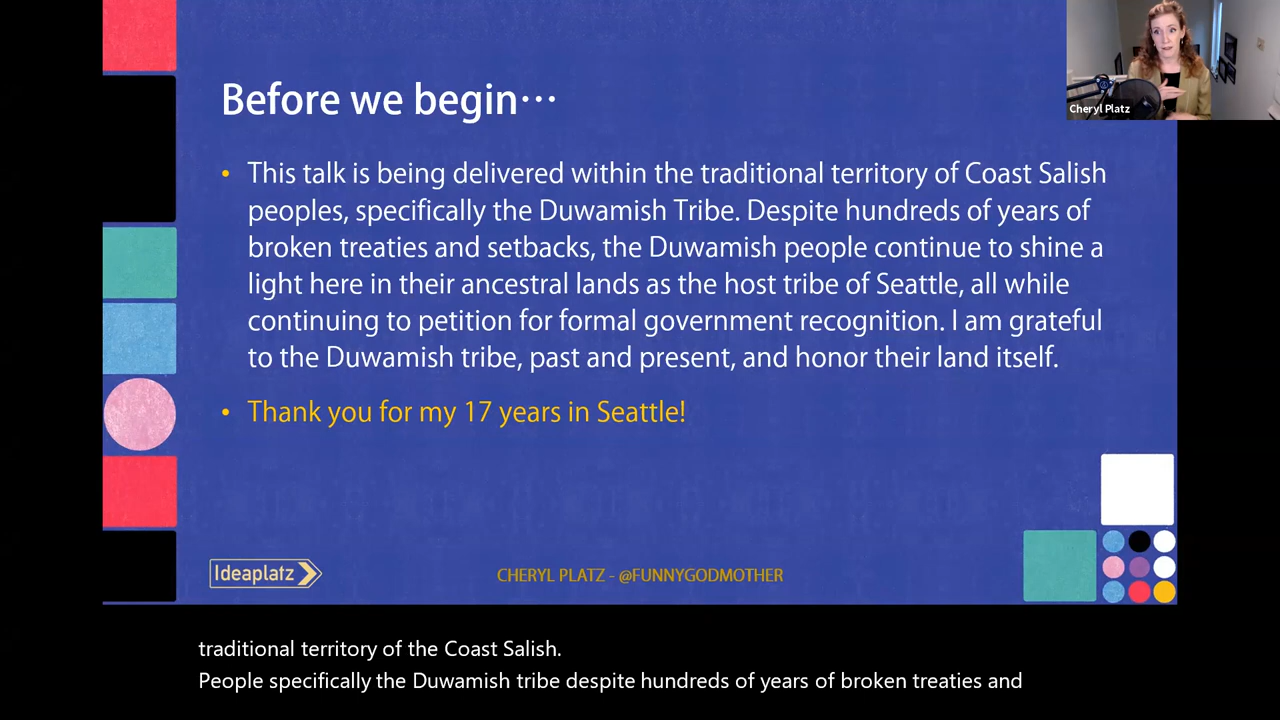 Before we begin…
Cheryl Platz
• This talk is being delivered within the traditional territory of Coast Salish
peoples, specifically the Duwamish Tribe. Despite hundreds of years of
broken treaties and setbacks, the Duwamish people continue to shine a
light here in their ancestral lands as the host tribe of Seattle, all while
continuing to petition for formal government recognition. I am grateful
to the Duwamish tribe, past and present, and honor their land itself.
• Thank you for my 17 years in Seattle!
Ideaplatz
CHERYL PLATZ - @FUNNYGODMOTHER
traditional territory of the Coast Salish.
People specifically the Duwamish tribe despite hundreds of years of broken treaties and